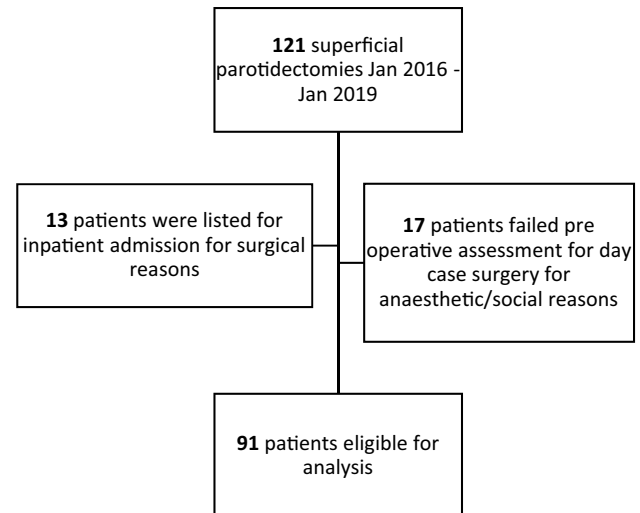 121 superficial
parotidectomies Jan 2016 -
Jan 2019
13 patients were listed for
inpatient admission for surgical
reasons
17 patients failed pre
operative assessment for day
case surgery for
anaesthetic/social reasons
91 patients eligible for
analysis